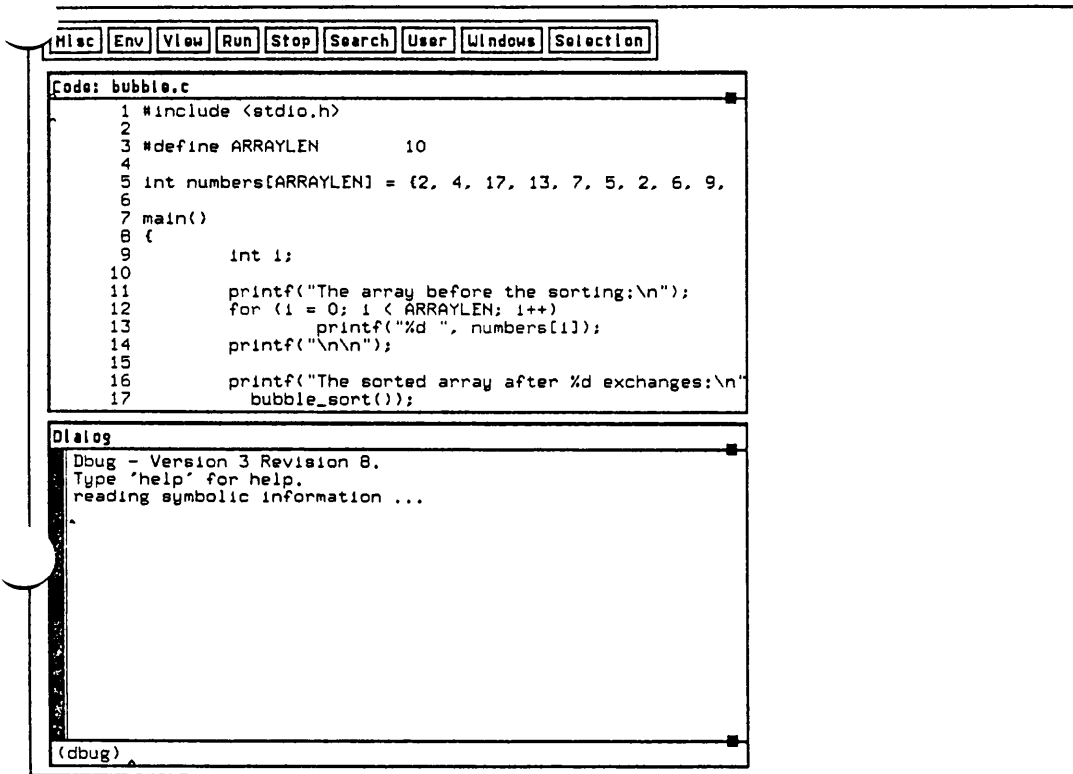 Misc Env View Run Stop Search User Windows Selection
Code: bubble.c
1 #include <stdio.h>
2
3 #define ARRAYLEN 10
4
5 int numbers[ARRAYLEN] = {2, 4, 17, 13, 7, 5, 2, 6, 9,
6
7 main()
8 {
9 int i;
10
11 printf("The array before the sorting:\n");
12 for (i = 0; i < ARRAYLEN; i++)
13 printf("%d ", numbers[i]);
14 printf("\n\n");
15
16 printf("The sorted array after %d exchanges:\n"
17 bubble_sort());
Dialog
Dbug - Version 3 Revision 8.
Type 'help' for help.
reading symbolic information ...
(dbug)